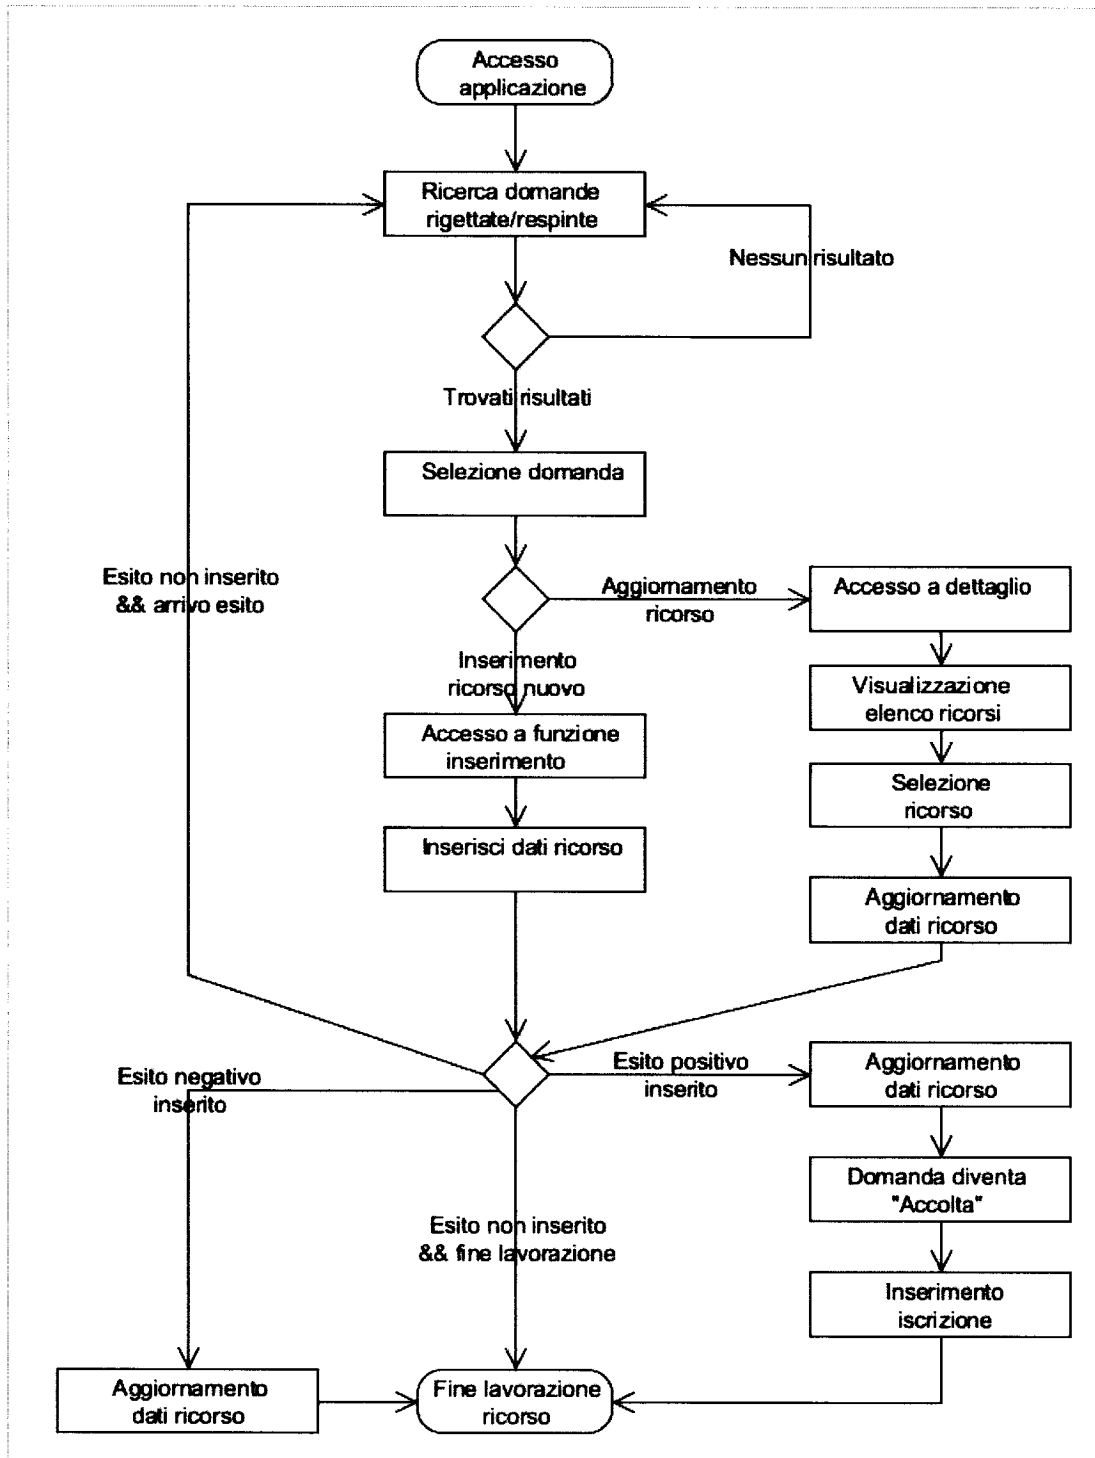 Accesso
applicazione
Ricerca domande
rigettate/respinte
Nessun risultato
Trovati risultati
Selezione domanda
Esito non inserito
&& arrivo esito
Aggiornamento
ricorso
Accesso a dettaglio
Inserimento
ricorso nuovo
Visualizzazione
elenco ricorsi
Accesso a funzione
inserimento
Selezione
ricorso
Inserisci dati ricorso
Aggiornamento
dati ricorso
Esito negativo
inserito
Esito positivo
inserito
Aggiornamento
dati ricorso
Domanda diventa
"Accolta"
Esito non inserito
&& fine lavorazione
Inserimento
iscrizione
Aggiornamento
dati ricorso
Fine lavorazione
ricorso